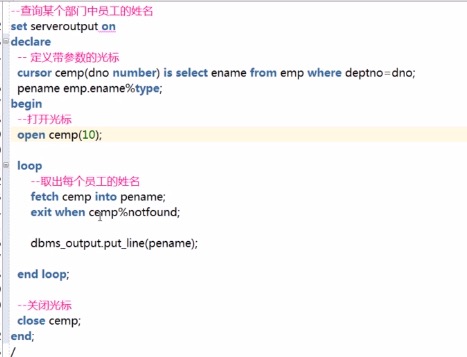 --查询某个部门中员工的姓名
set serveroutput on
declare
-- 定义带参数的光标
cursor cemp(dno number) is select ename from emp where deptno=dno;
pename emp.ename%type;
begin
--打开光标
open cemp(10);
loop
--取出每个员工的姓名
fetch cemp into pename;
exit when cemp%notfound;
dbms_output.put_line(pename);
end loop;
--关闭光标
close cemp;
end;
/